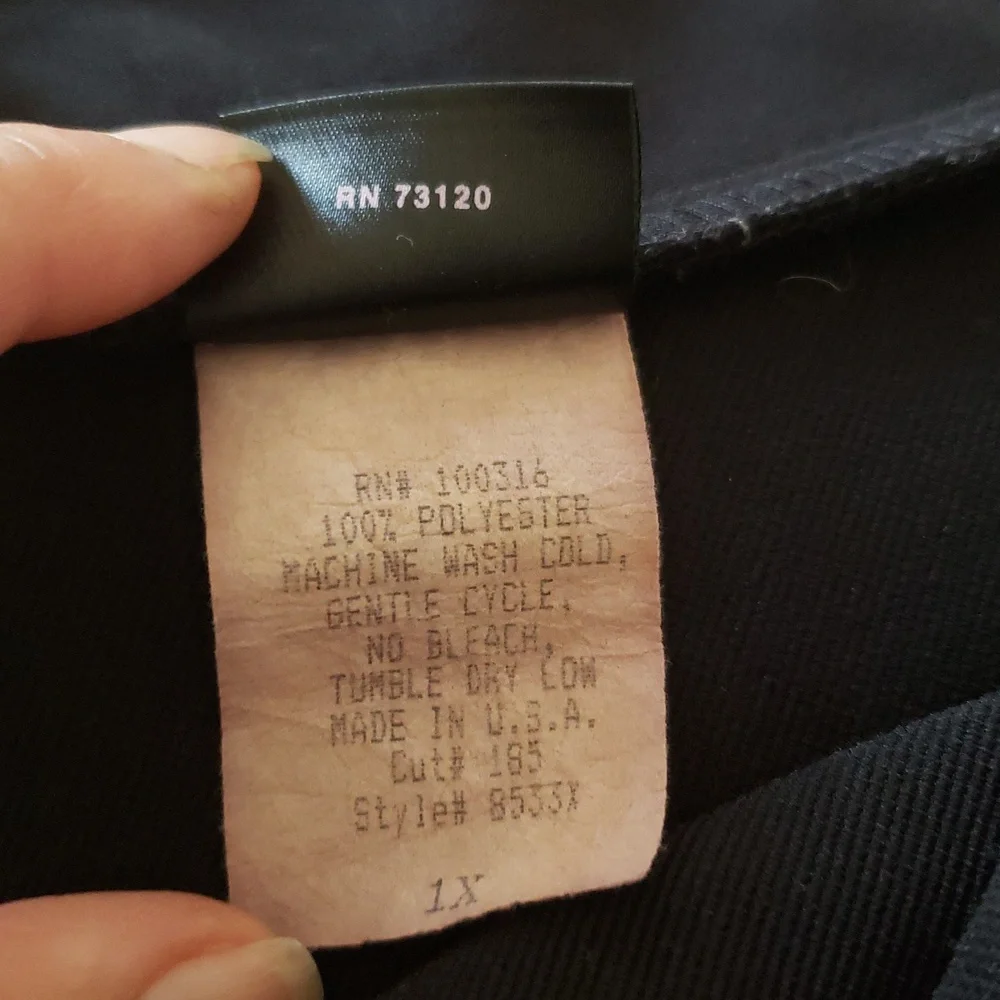 RN 73120
RN# 100316
100% POLYESTER
MACHINE WASH COLD,
GENTLE CYCLE,
NO BLEACH,
TUMBLE DRY LOW
MADE IN U.S.A.
Cut# 185
Style# 8533X
1X